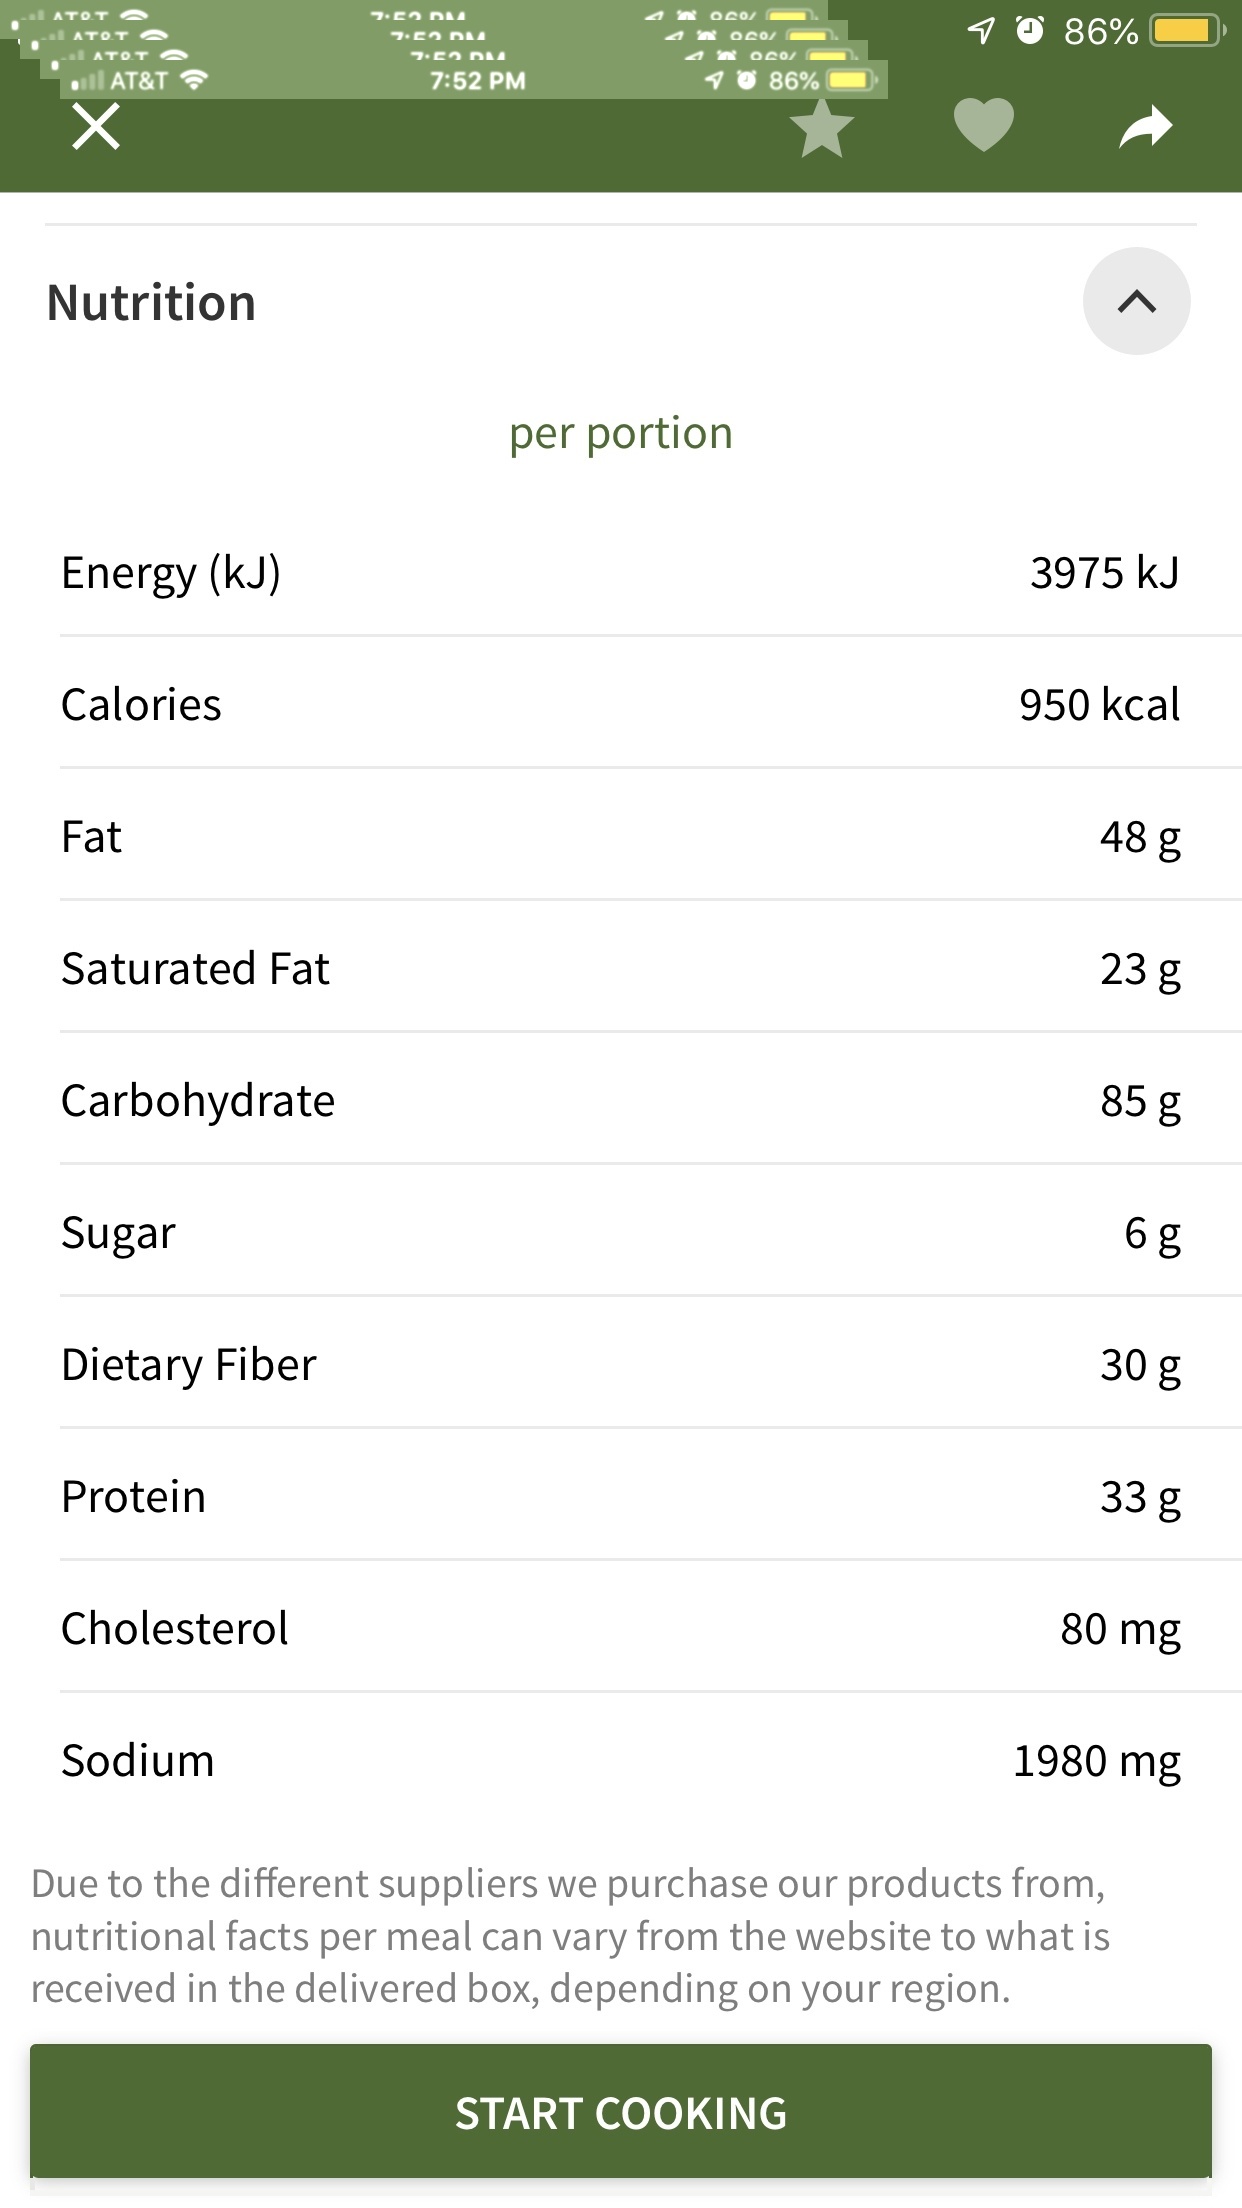 AT&T 7:52 PM 86%
86%
Nutrition
per portion
Energy (kJ) 3975 kJ
Calories 950 kcal
Fat 48 g
Saturated Fat 23 g
Carbohydrate 85 g
Sugar 6 g
Dietary Fiber 30 g
Protein 33 g
Cholesterol 80 mg
Sodium 1980 mg
Due to the different suppliers we purchase our products from,
nutritional facts per meal can vary from the website to what is
received in the delivered box, depending on your region.
START COOKING